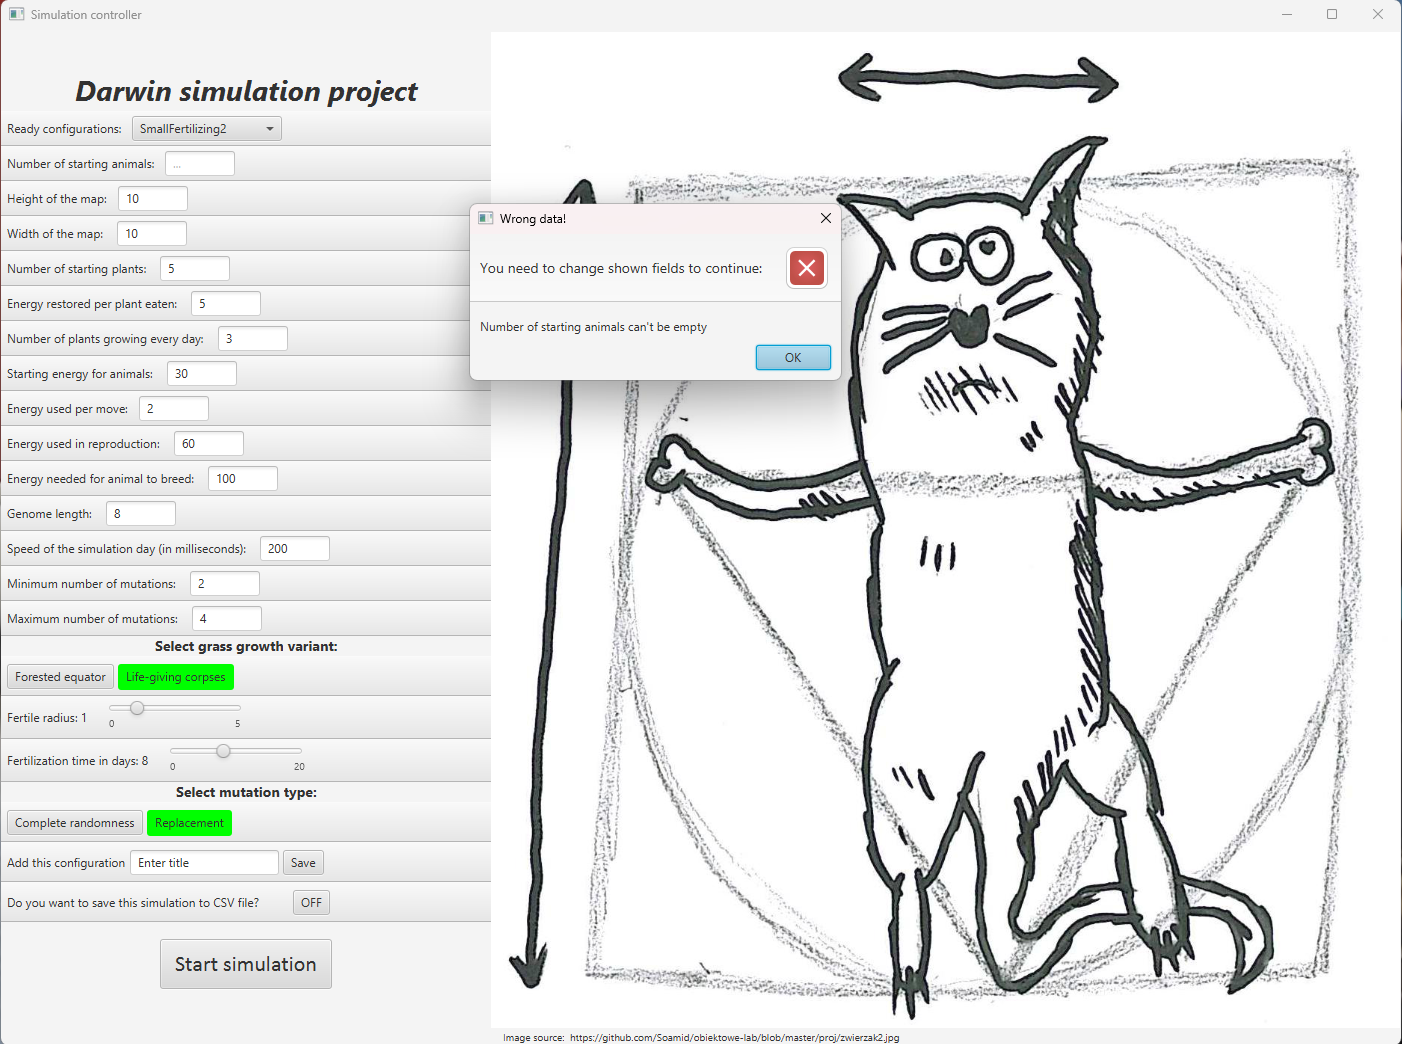 Simulation controller
Darwin simulation project
Ready configurations: SmallFertilizing2
Number of starting animals: ...
Height of the map: 10
Width of the map: 10
Number of starting plants: 5
Energy restored per plant eaten: 5
Number of plants growing every day: 3
Starting energy for animals: 30
Energy used per move: 2
Energy used in reproduction: 60
Energy needed for animal to breed: 100
Genome length: 8
Speed of the simulation day (in milliseconds): 200
Minimum number of mutations: 2
Maximum number of mutations: 4
Select grass growth variant:
Forested equator Life-giving corpses
Fertile radius: 1
0 5
Fertilization time in days: 8
0 20
Select mutation type:
Complete randomness Replacement
Add this configuration Enter title Save
Do you want to save this simulation to CSV file? OFF
Start simulation
Wrong data!
You need to change shown fields to continue:
Number of starting animals can't be empty
OK
Image source: https://github.com/Soamid/obiektowe-lab/blob/master/proj/zwierzak2.jpg